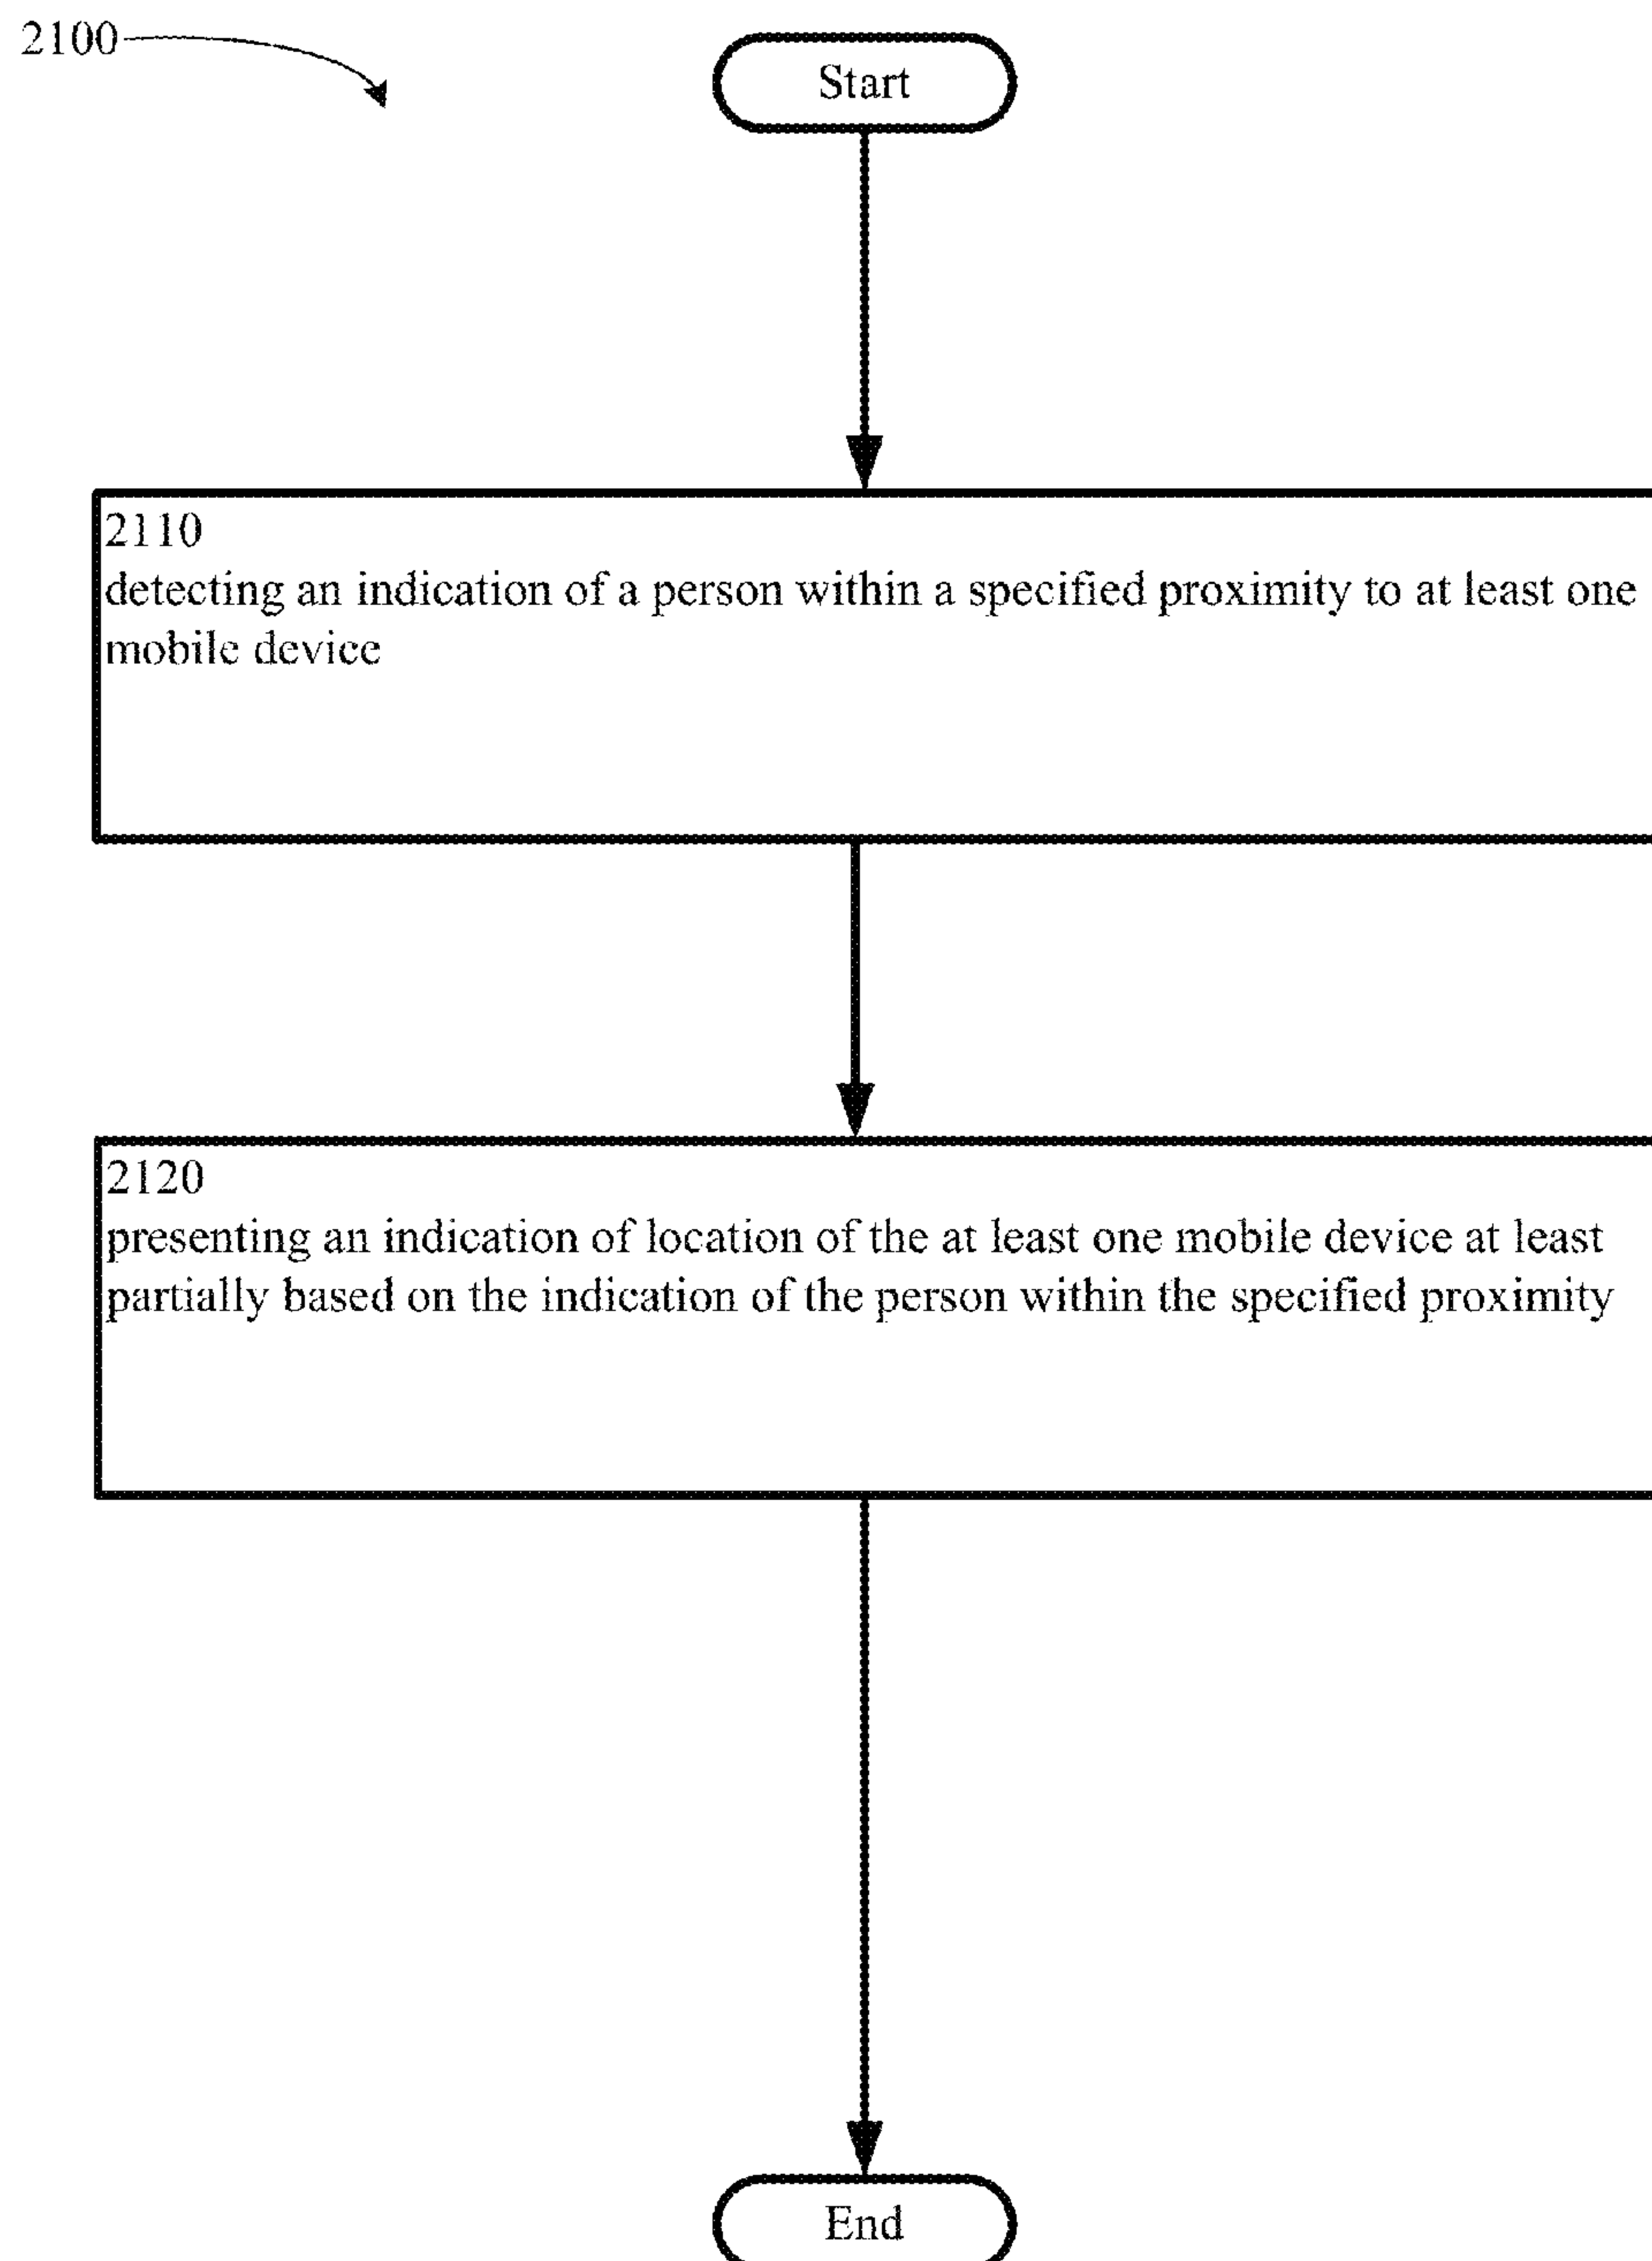 2100
Start
2110
detecting an indication of a person within a specified proximity to at least one
mobile device
2120
presenting an indication of location of the at least one mobile device at least
partially based on the indication of the person within the specified proximity
End